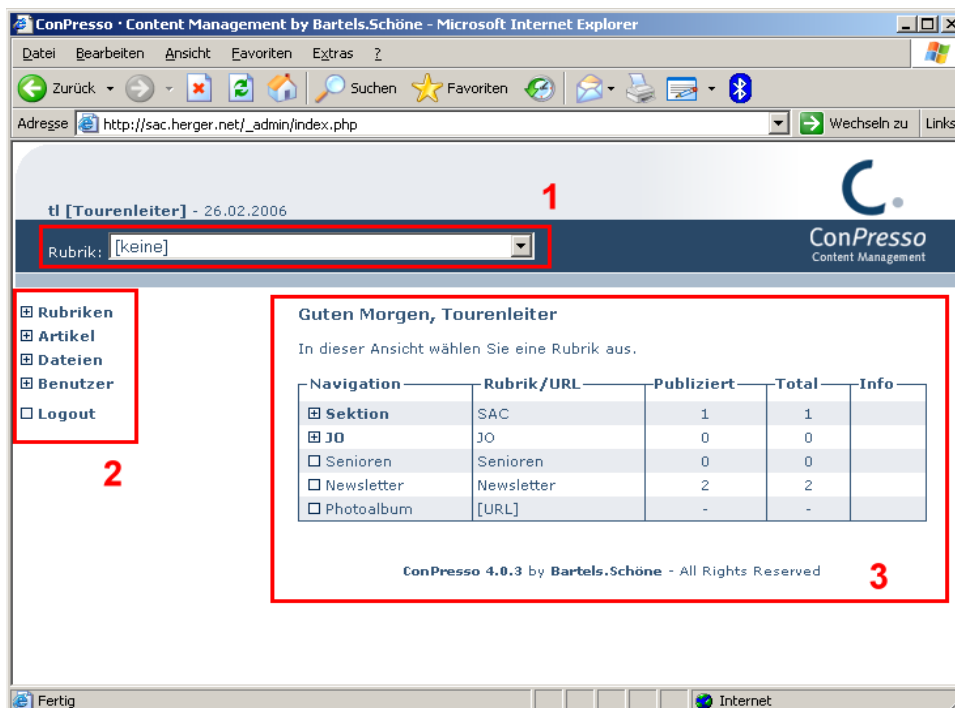 ConPresso · Content Management by Bartels.Schöne - Microsoft Internet Explorer
Datei Bearbeiten Ansicht Favoriten Extras ?
Zurück Suchen Favoriten
Adresse http://sac.herger.net/_admin/index.php Wechseln zu Links
C.
1
tl [Tourenleiter] - 26.02.2006
Rubrik: [keine]
ConPresso
Content Management
Rubriken
Artikel
Dateien
Benutzer
Logout
2
Guten Morgen, Tourenleiter
In dieser Ansicht wählen Sie eine Rubrik aus.
Navigation Rubrik/URL Publiziert Total Info
Sektion SAC 1 1
JO JO 0 0
Senioren Senioren 0 0
Newsletter Newsletter 2 2
Photoalbum [URL] - -
ConPresso 4.0.3 by Bartels.Schöne - All Rights Reserved
3
Fertig Internet